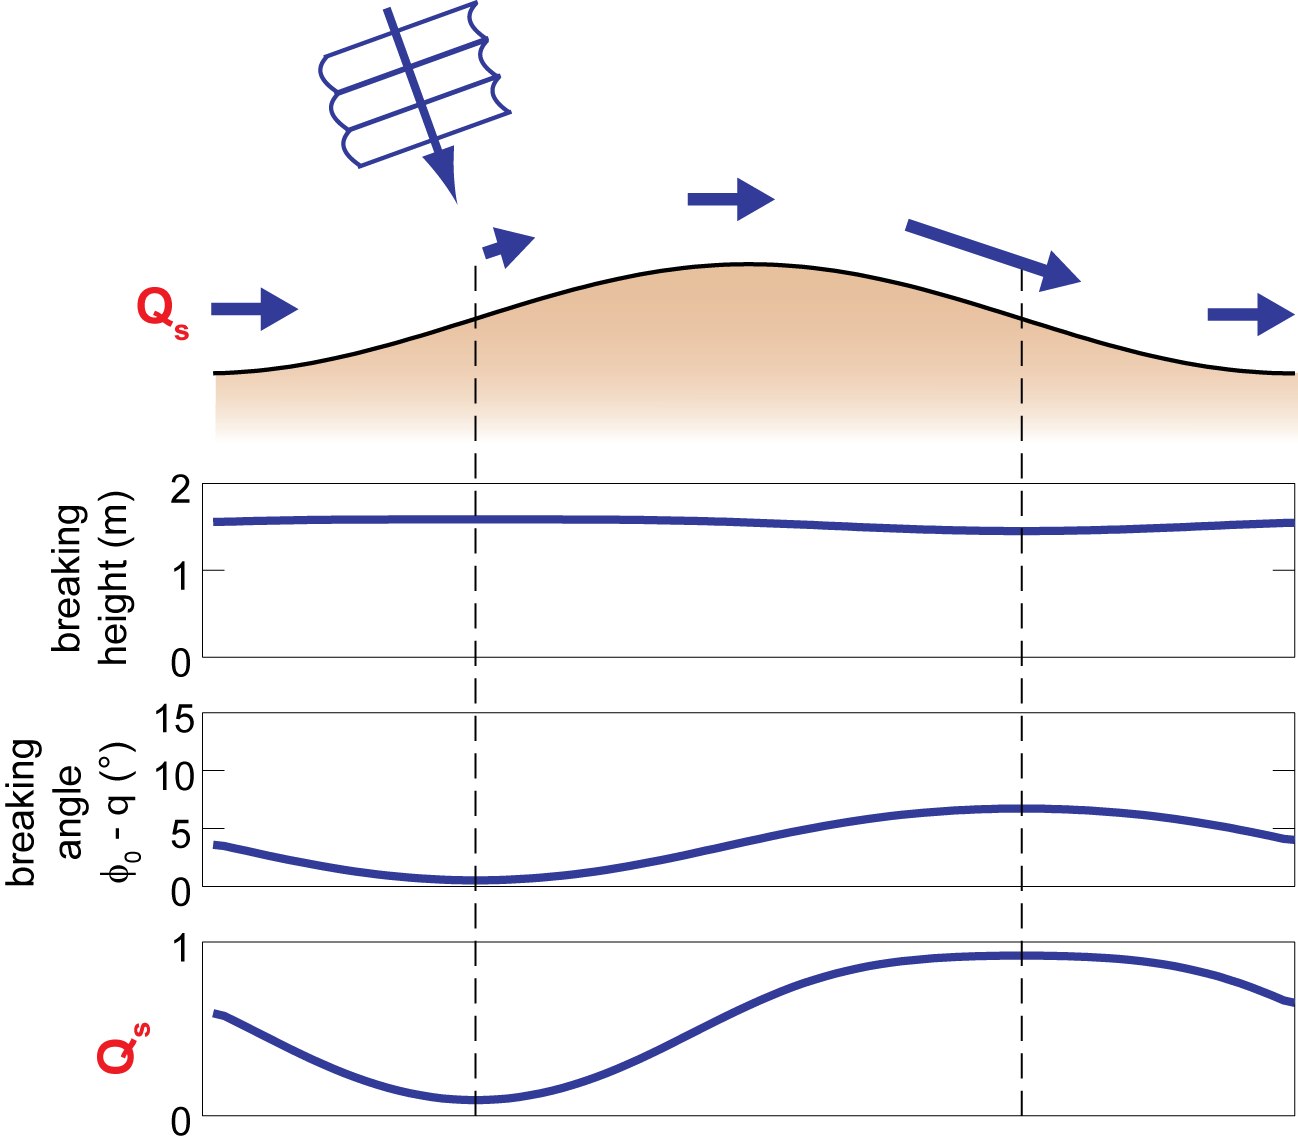 Qs
breaking
height (m)
2
1
0
breaking
angle
ϕ0 - q (°)
15
10
5
0
Qs
1
0